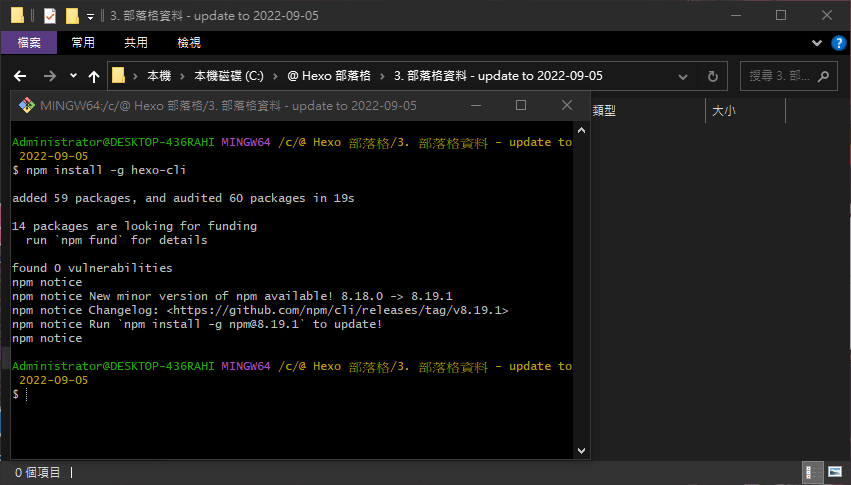 3. 部落格資料 - update to 2022-09-05
檔案 常用 共用 檢視
本機 本機磁碟 (C:) @ Hexo 部落格 3. 部落格資料 - update to 2022-09-05 搜尋 3. 部...
MINGW64:/c/@ Hexo 部落格/3. 部落格資料 - update to 2022-09-05
類型 大小
Administrator@DESKTOP-436RAHI MINGW64 /c/@ Hexo 部落格/3. 部落格資料 - update to
2022-09-05
$ npm install -g hexo-cli
added 59 packages, and audited 60 packages in 19s
14 packages are looking for funding
run `npm fund` for details
found 0 vulnerabilities
npm notice
npm notice New minor version of npm available! 8.18.0 -> 8.19.1
npm notice Changelog: <https://github.com/npm/cli/releases/tag/v8.19.1>
npm notice Run `npm install -g npm@8.19.1` to update!
npm notice
Administrator@DESKTOP-436RAHI MINGW64 /c/@ Hexo 部落格/3. 部落格資料 - update to
2022-09-05
$
0 個項目